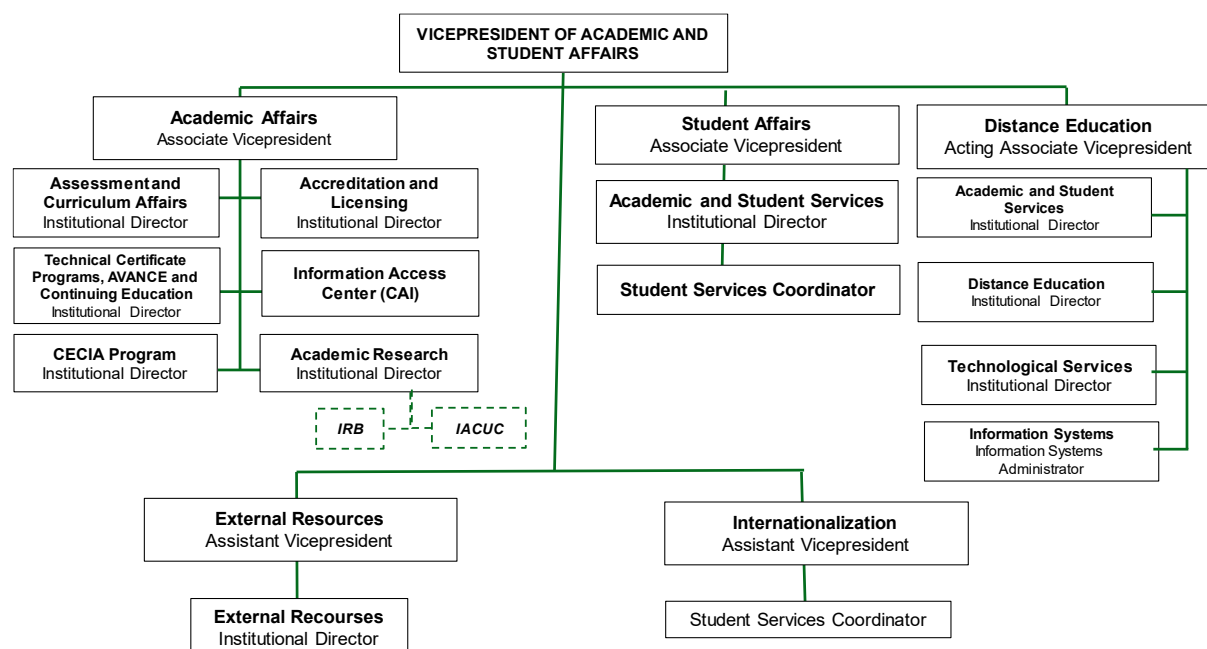 VICEPRESIDENT OF ACADEMIC AND
STUDENT AFFAIRS
Academic Affairs
Associate Vicepresident
Student Affairs
Associate Vicepresident
Distance Education
Acting Associate Vicepresident
Assessment and
Curriculum Affairs
Institutional Director
Accreditation and
Licensing
Institutional Director
Academic and Student Services
Institutional Director
Academic and Student
Services
Institutional Director
Technical Certificate
Programs, AVANCE and
Continuing Education
Institutional Director
Information Access
Center (CAI)
Student Services Coordinator
Distance Education
Institutional Director
CECIA Program
Institutional Director
Academic Research
Institutional Director
Technological Services
Institutional Director
IRB
IACUC
Information Systems
Information Systems
Administrator
External Resources
Assistant Vicepresident
Internationalization
Assistant Vicepresident
External Recourses
Institutional Director
Student Services Coordinator